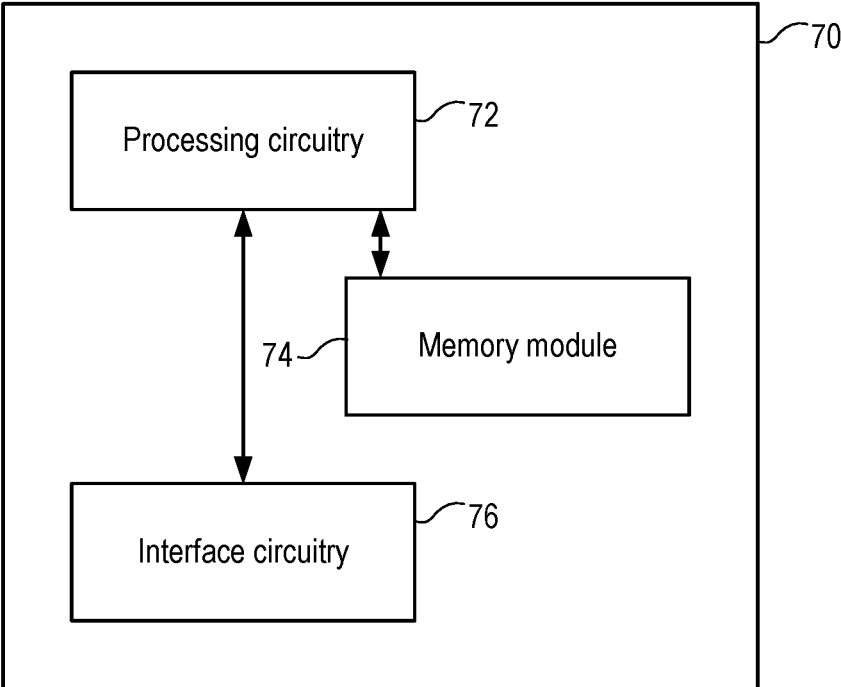 70
72
Processing circuitry
74
Memory module
76
Interface circuitry